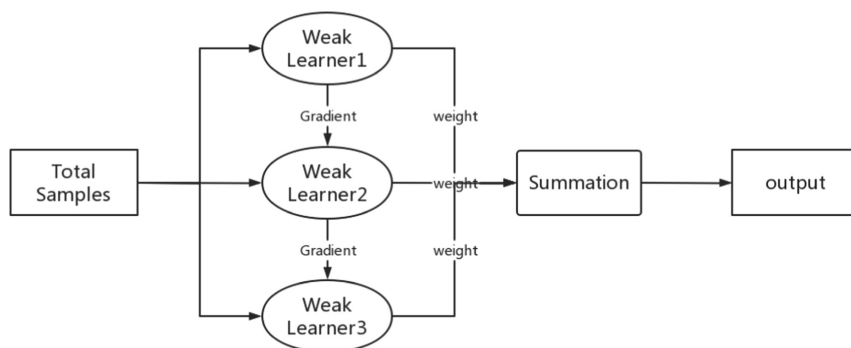 Weak
Learner1
Gradient
weight
Total
Samples
Weak
Learner2
weight
Summation
output
Gradient
weight
Weak
Learner3